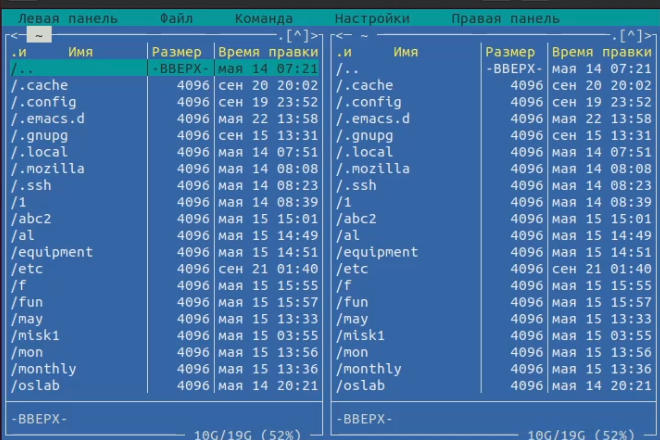 Левая панель Файл Команда Настройки Правая панель
<─ ~ .[^]> <─ ~ .[^]>
.и Имя Размер Время правки .и Имя Размер Время правки
/.. -ВВЕРХ- мая 14 07:21 /.. -ВВЕРХ- мая 14 07:21
/.cache 4096 сен 20 20:02 /.cache 4096 сен 20 20:02
/.config 4096 сен 19 23:52 /.config 4096 сен 19 23:52
/.emacs.d 4096 мая 22 13:58 /.emacs.d 4096 мая 22 13:58
/.gnupg 4096 сен 15 13:31 /.gnupg 4096 сен 15 13:31
/.local 4096 мая 14 07:51 /.local 4096 мая 14 07:51
/.mozilla 4096 мая 14 08:08 /.mozilla 4096 мая 14 08:08
/.ssh 4096 мая 14 08:23 /.ssh 4096 мая 14 08:23
/1 4096 мая 14 08:39 /1 4096 мая 14 08:39
/abc2 4096 мая 15 15:01 /abc2 4096 мая 15 15:01
/al 4096 мая 15 14:49 /al 4096 мая 15 14:49
/equipment 4096 мая 15 14:51 /equipment 4096 мая 15 14:51
/etc 4096 сен 21 01:40 /etc 4096 сен 21 01:40
/f 4096 мая 15 15:55 /f 4096 мая 15 15:55
/fun 4096 мая 15 15:57 /fun 4096 мая 15 15:57
/may 4096 мая 15 13:33 /may 4096 мая 15 13:33
/misk1 4096 мая 15 03:55 /misk1 4096 мая 15 03:55
/mon 4096 мая 15 13:56 /mon 4096 мая 15 13:56
/monthly 4096 мая 15 13:36 /monthly 4096 мая 15 13:36
/oslab 4096 мая 14 20:21 /oslab 4096 мая 14 20:21
-ВВЕРХ- -ВВЕРХ-
10G/19G (52%) 10G/19G (52%)